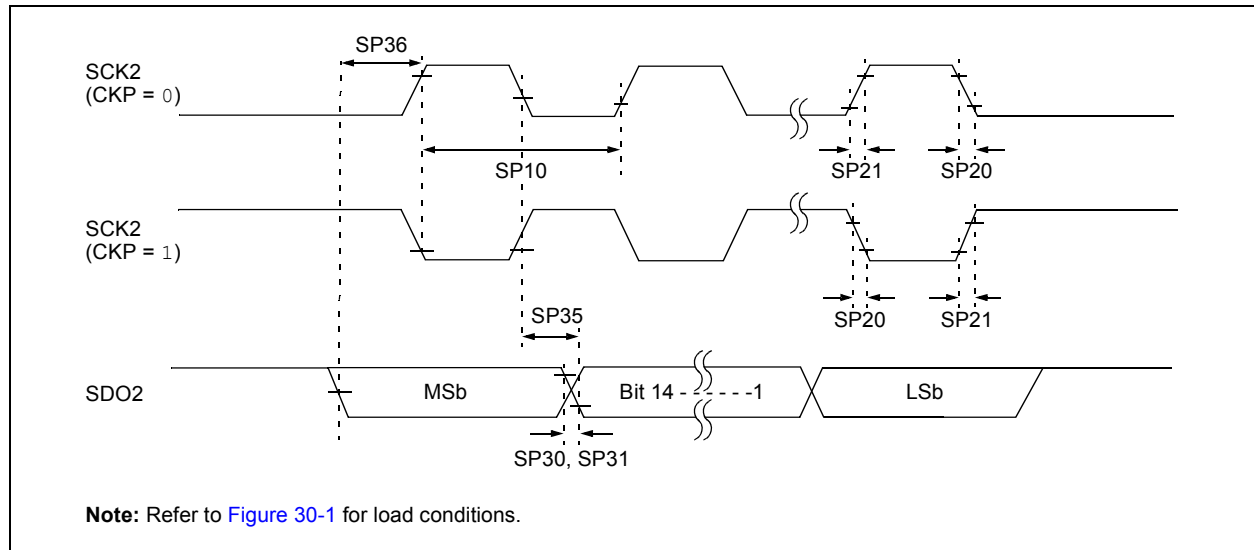 SP36
SCK2
(CKP = 0)
SP10
SP21
SP20
SCK2
(CKP = 1)
SP35
SP20
SP21
SDO2
MSb
Bit 14 - - - - - -1
LSb
SP30, SP31
Note: Refer to Figure 30-1 for load conditions.